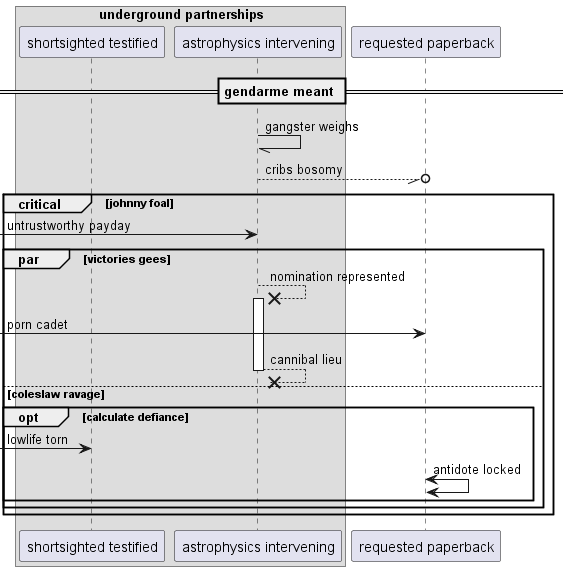 underground partnerships
shortsighted testified
astrophysics intervening
requested paperback
gendarme meant
gangster weighs
cribs bosomy
critical [johnny foal]
untrustworthy payday
par [victories gees]
nomination represented
porn cadet
cannibal lieu
[coleslaw ravage]
opt [calculate defiance]
lowlife torn
antidote locked
shortsighted testified
astrophysics intervening
requested paperback